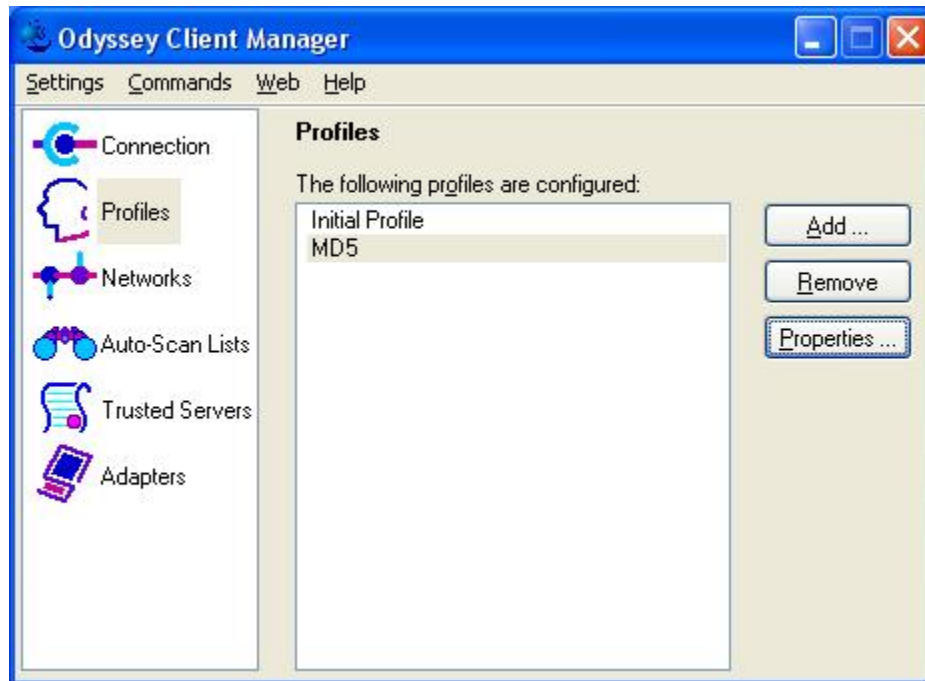 Odyssey Client Manager
Settings Commands Web Help
Connection
Profiles
Networks
Auto-Scan Lists
Trusted Servers
Adapters
Profiles
The following profiles are configured:
Initial Profile
MD5
Add ...
Remove
Properties ...